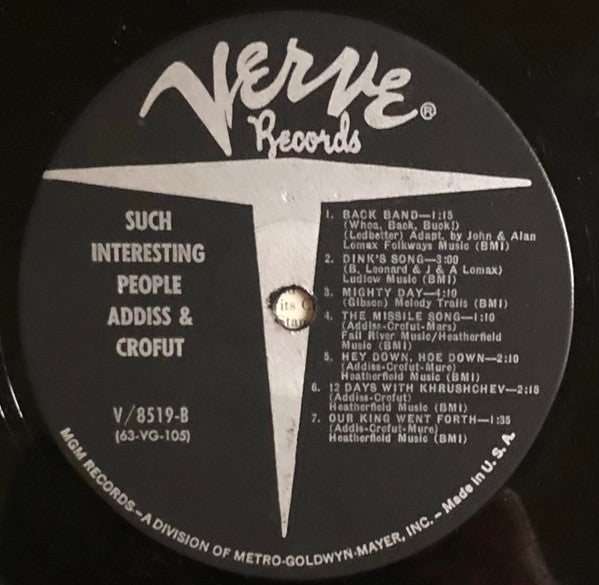 Verve®
Records
SUCH
INTERESTING
PEOPLE
ADDISS &
CROFUT
V/8519-B
(63-VG-105)
1. BACK BAND—1:15
(Whoa, Back, Buck!)
(Ledbetter) Adapt. by John & Alan
Lomax Folkways Music (BMI)
2. DINK'S SONG—3:00
(B. Leonard & J & A Lomax)
Ludlow Music (BMI)
3. MIGHTY DAY—4:10
(Gibson) Melody Trails (BMI)
4. THE MISSILE SONG—1:10
(Addiss-Crofut-Mars)
Fall River Music/Heatherfield
Music (BMI)
5. HEY DOWN, HOE DOWN—2:10
(Addiss-Crofut-Mure)
Heatherfield Music (BMI)
6. 12 DAYS WITH KHRUSHCHEV—2:18
(Addiss-Crofut)
Heatherfield Music (BMI)
7. OUR KING WENT FORTH—1:35
(Addis-Crofut-Mure)
Heatherfield Music (BMI)
its
MGM RECORDS – A DIVISION OF METRO-GOLDWYN-MAYER, INC. – Made in U.S.A.